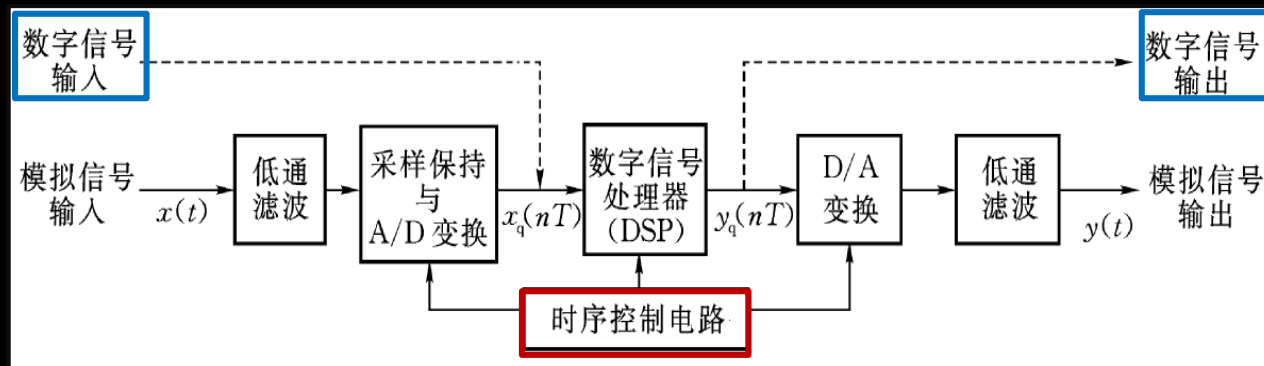 数字信号
输入
数字信号
输出
模拟信号
输入
x(t)
低通
滤波
采样保持
与
A/D 变换
x_q(nT)
数字信号
处理器
(DSP)
y_q(nT)
D/A
变换
低通
滤波
y(t)
模拟信号
输出
时序控制电路